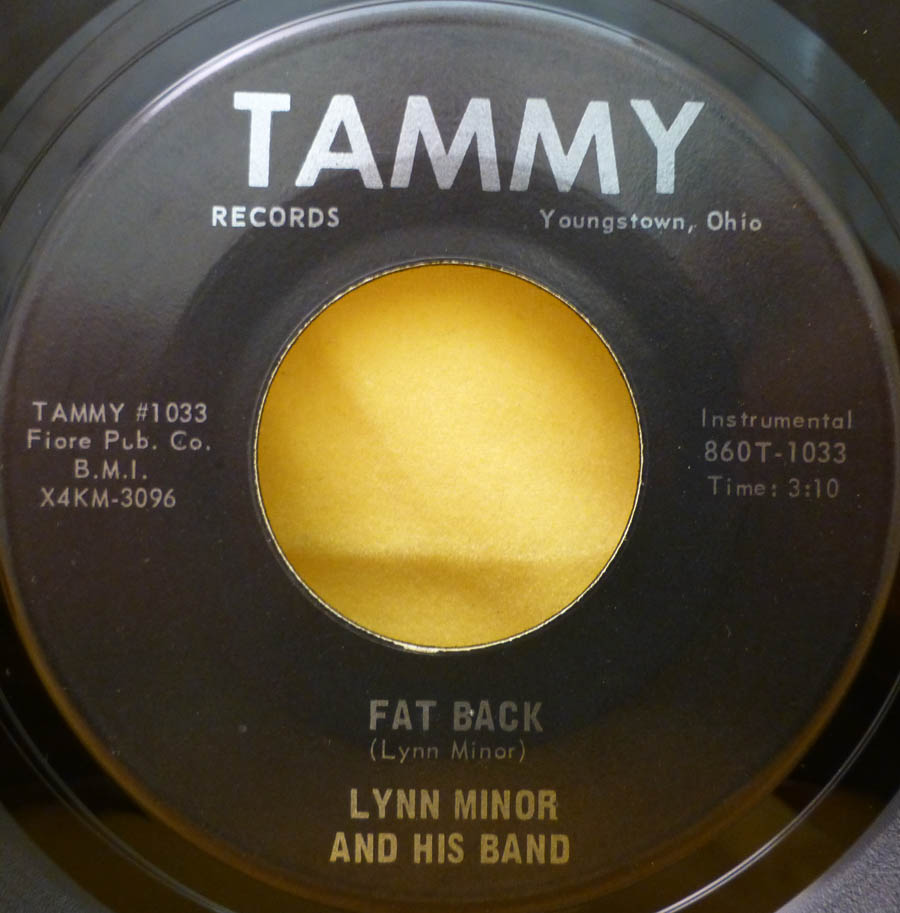 TAMMY
RECORDS
Youngstown, Ohio
TAMMY #1033
Fiore Pub. Co.
B.M.I.
X4KM-3096
Instrumental
860T-1033
Time: 3:10
FAT BACK
(Lynn Minor)
LYNN MINOR
AND HIS BAND